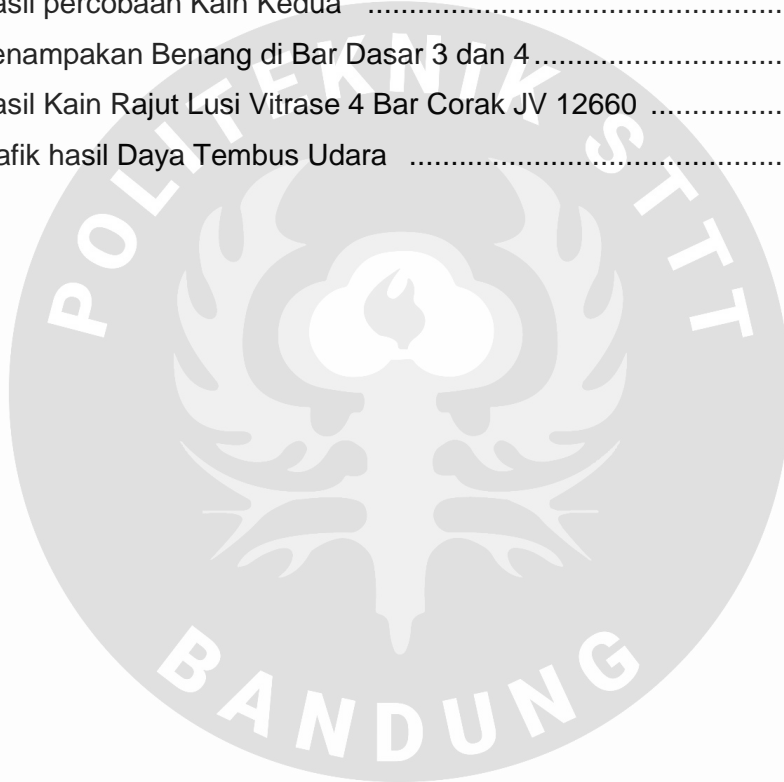 asil percobaan Kain Kedua ..................................................
enampakan Benang di Bar Dasar 3 dan 4..............................
asil Kain Rajut Lusi Vitrase 4 Bar Corak JV 12660 ................
afik hasil Daya Tembus Udara .............................................
POLITEKNIK STTT
BANDUNG